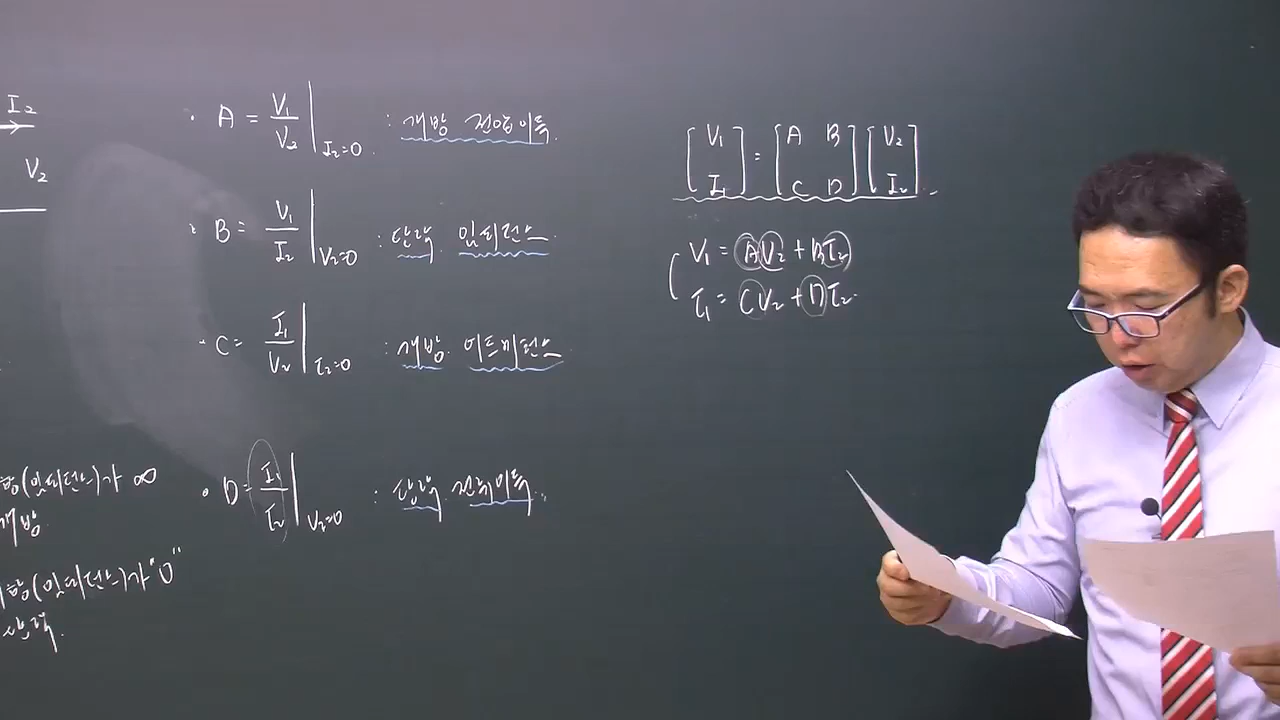 I₂
V₂
· A = V₁/V₂ | I₂=0 : 개방 전압이득.
· B = V₁/I₂ | V₂=0 : 단락 임피던스
· C = I₁/V₂ | I₂=0 : 개방 어드미턴스
· D = I₁/I₂ | V₂=0 : 단락 전류이득.
항(임피던스)가 ∞
개방
항(임피던스)가 "0"
단락.
[V₁ I₁] = [A B C D] [V₂ I₂]
V₁ = AV₂ + BI₂
I₁ = CV₂ + DI₂.